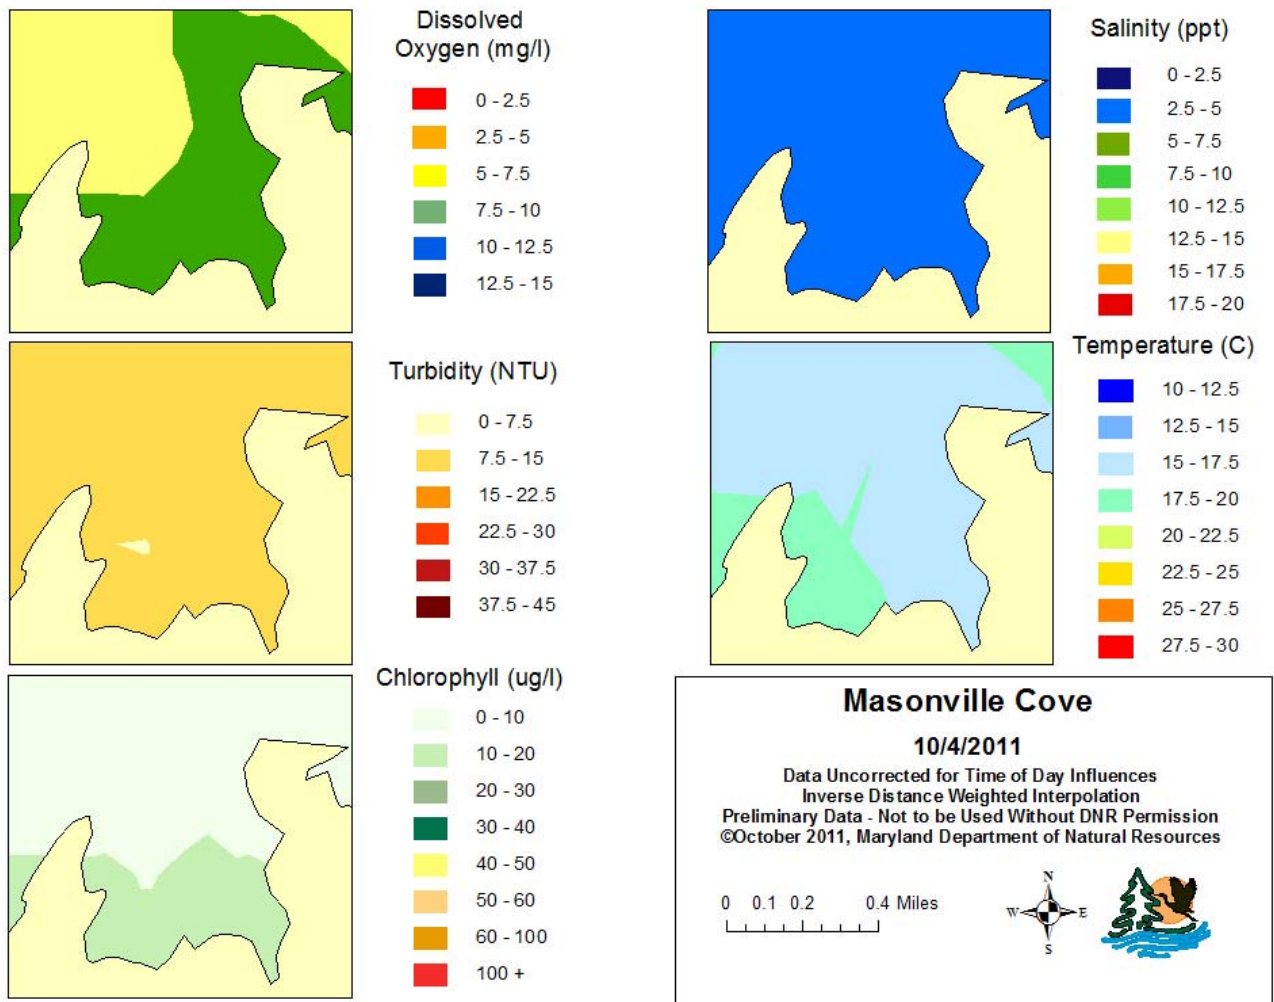 Dissolved
Oxygen (mg/l)
0 - 2.5
2.5 - 5
5 - 7.5
7.5 - 10
10 - 12.5
12.5 - 15
Salinity (ppt)
0 - 2.5
2.5 - 5
5 - 7.5
7.5 - 10
10 - 12.5
12.5 - 15
15 - 17.5
17.5 - 20
Turbidity (NTU)
0 - 7.5
7.5 - 15
15 - 22.5
22.5 - 30
30 - 37.5
37.5 - 45
Temperature (C)
10 - 12.5
12.5 - 15
15 - 17.5
17.5 - 20
20 - 22.5
22.5 - 25
25 - 27.5
27.5 - 30
Chlorophyll (ug/l)
0 - 10
10 - 20
20 - 30
30 - 40
40 - 50
50 - 60
60 - 100
100 +
Masonville Cove
10/4/2011
Data Uncorrected for Time of Day Influences
Inverse Distance Weighted Interpolation
Preliminary Data - Not to be Used Without DNR Permission
©October 2011, Maryland Department of Natural Resources
0 0.1 0.2 0.4 Miles
N
W E
S